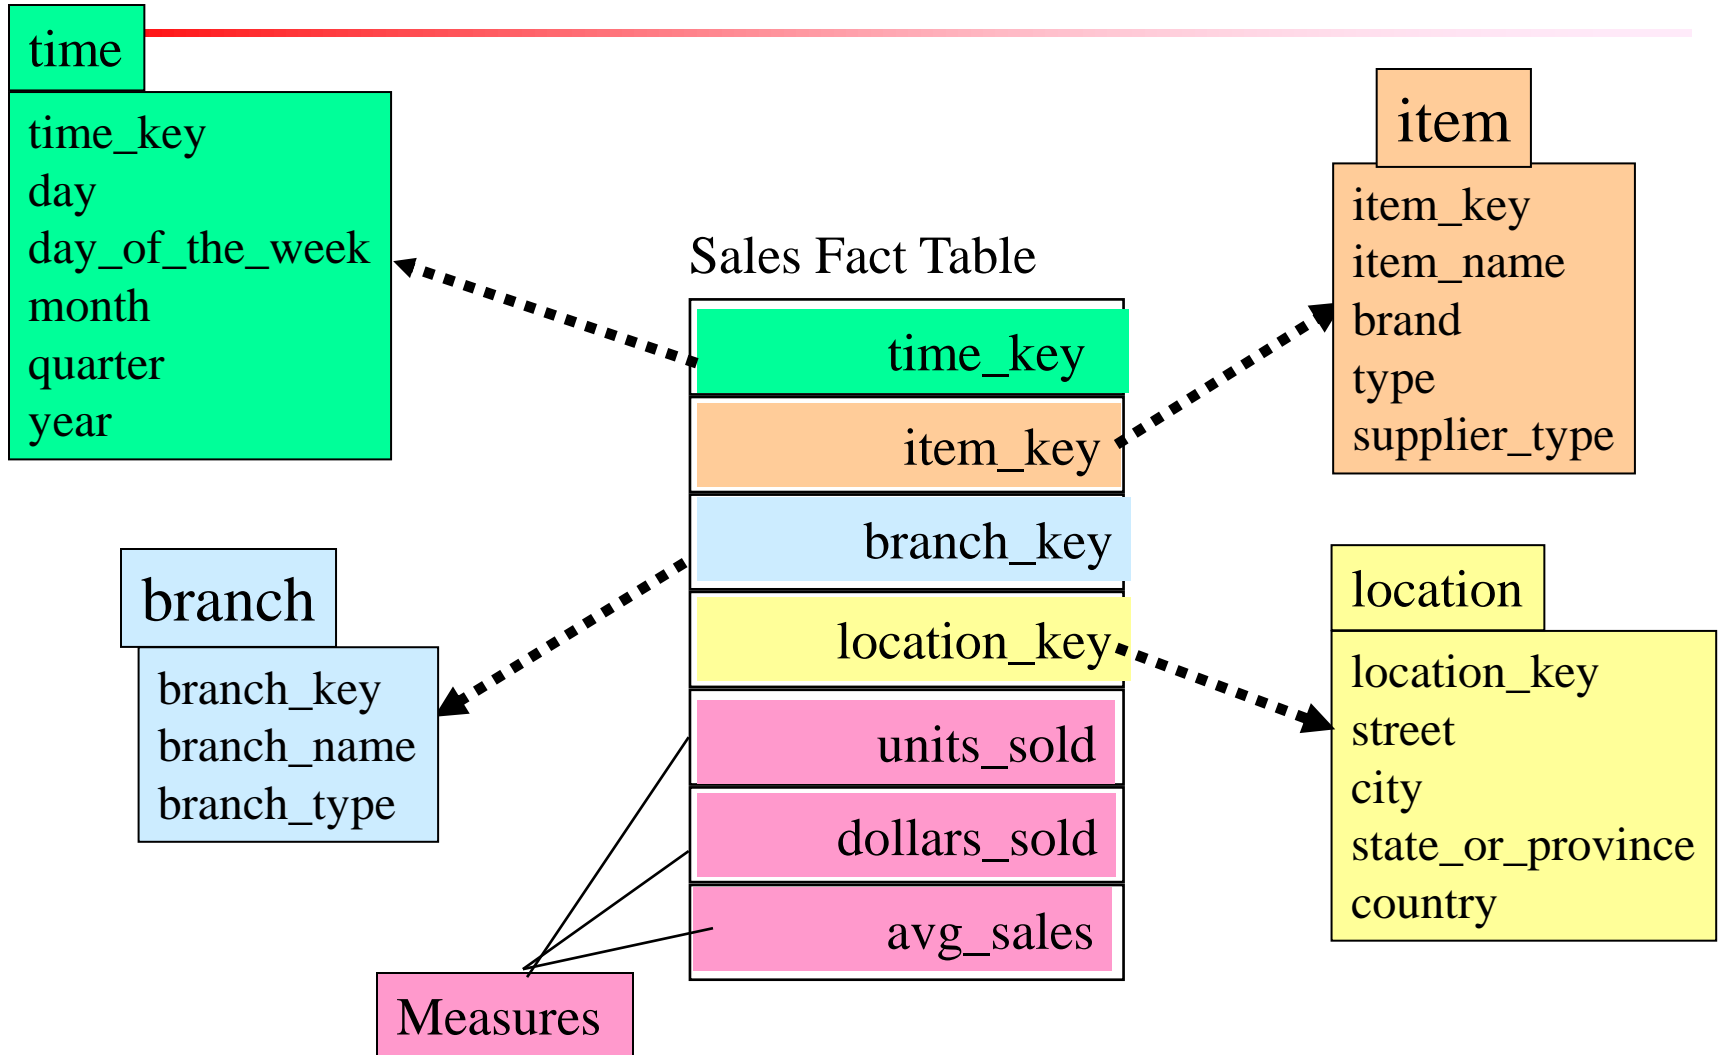 time
time_key
day
day_of_the_week
month
quarter
year
item
item_key
item_name
brand
type
supplier_type
Sales Fact Table
time_key
item_key
branch_key
location_key
units_sold
dollars_sold
avg_sales
branch
branch_key
branch_name
branch_type
location
location_key
street
city
state_or_province
country
Measures